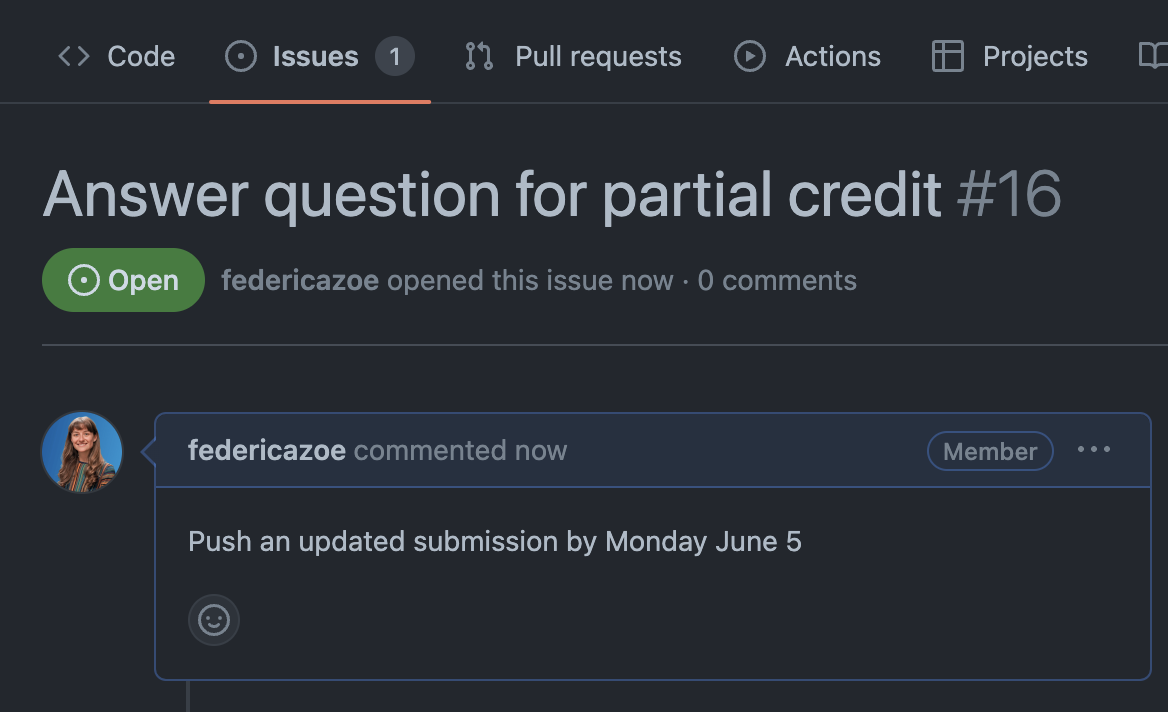 Code Issues 1 Pull requests Actions Projects
Answer question for partial credit #16
Open federicazoe opened this issue now · 0 comments
federicazoe commented now Member
Push an updated submission by Monday June 5